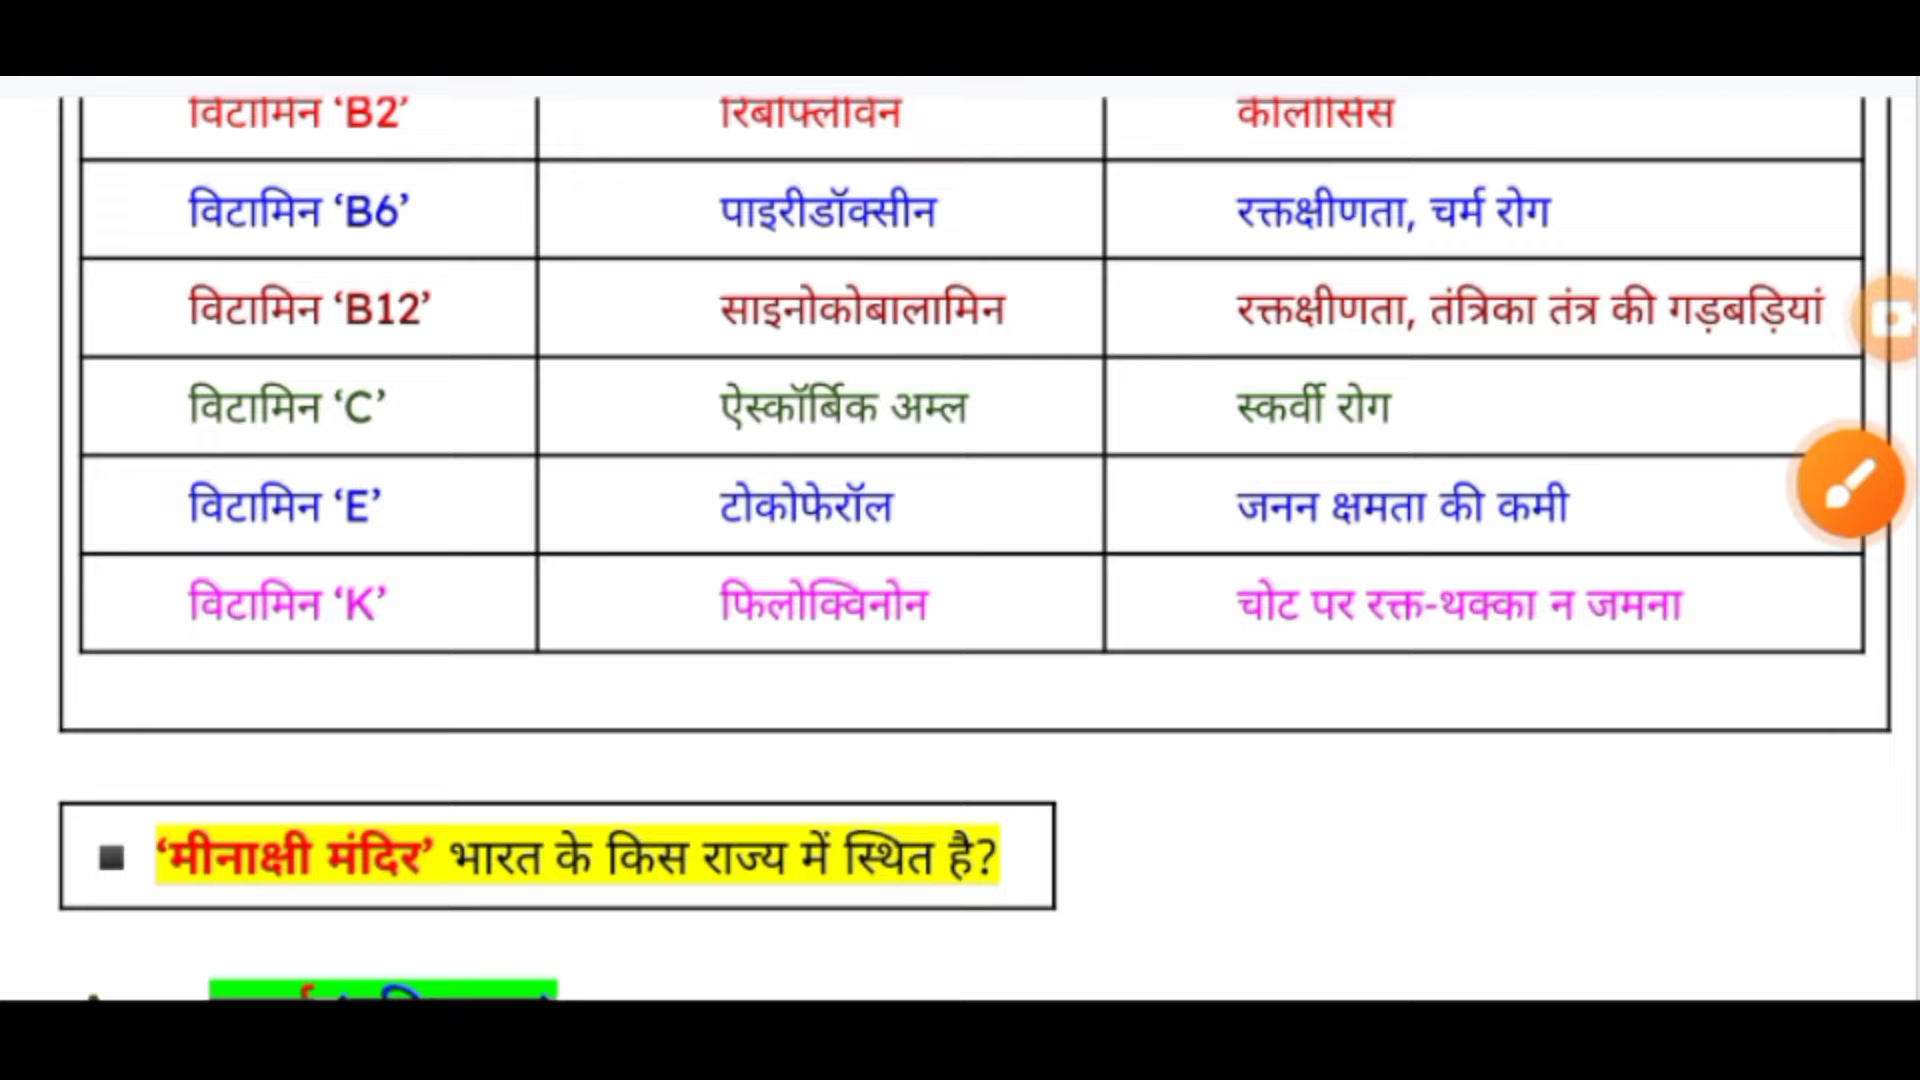 विटामिन ‘B2’ रिबोफ्लेविन कीलोसिस
विटामिन ‘B6’ पाइरीडॉक्सीन रक्तक्षीणता, चर्म रोग
विटामिन ‘B12’ साइनोकोबालामिन रक्तक्षीणता, तंत्रिका तंत्र की गड़बड़ियां
विटामिन ‘C’ ऐस्कॉर्बिक अम्ल स्कर्वी रोग
विटामिन ‘E’ टोकोफेरॉल जनन क्षमता की कमी
विटामिन ‘K’ फिलोक्विनोन चोट पर रक्त-थक्का न जमना
‘मीनाक्षी मंदिर’ भारत के किस राज्य में स्थित है?